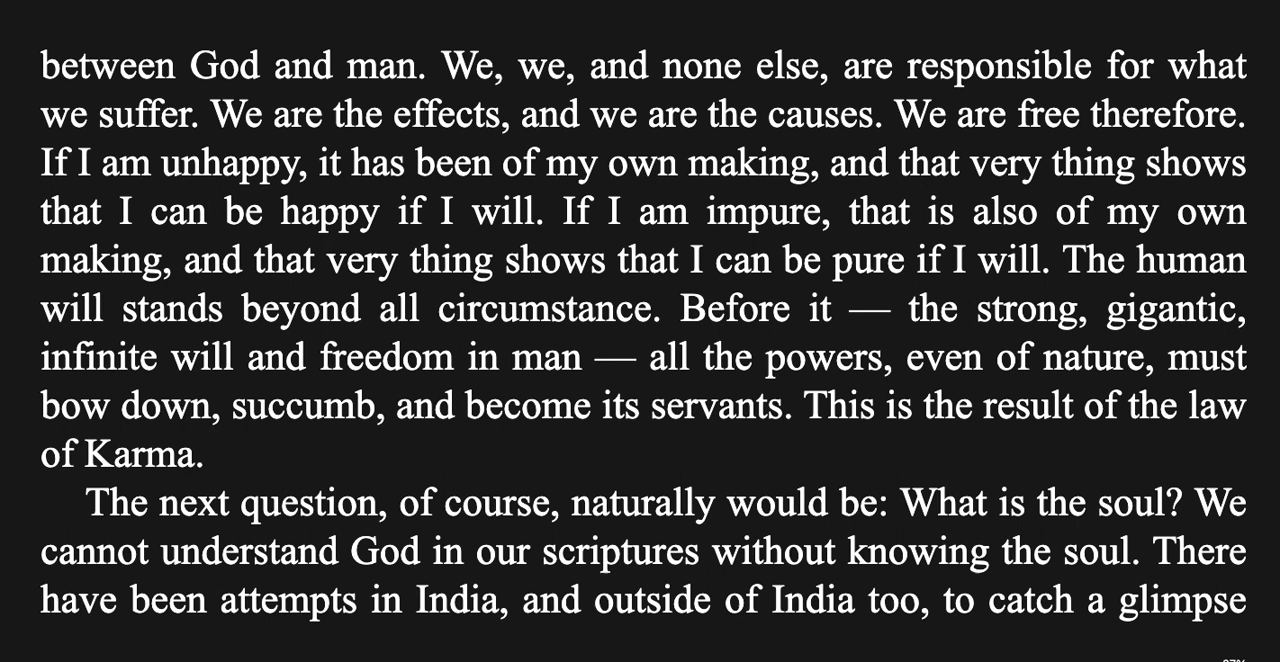 between God and man. We, we, and none else, are responsible for what
we suffer. We are the effects, and we are the causes. We are free therefore.
If I am unhappy, it has been of my own making, and that very thing shows
that I can be happy if I will. If I am impure, that is also of my own
making, and that very thing shows that I can be pure if I will. The human
will stands beyond all circumstance. Before it — the strong, gigantic,
infinite will and freedom in man — all the powers, even of nature, must
bow down, succumb, and become its servants. This is the result of the law
of Karma.
The next question, of course, naturally would be: What is the soul? We
cannot understand God in our scriptures without knowing the soul. There
have been attempts in India, and outside of India too, to catch a glimpse